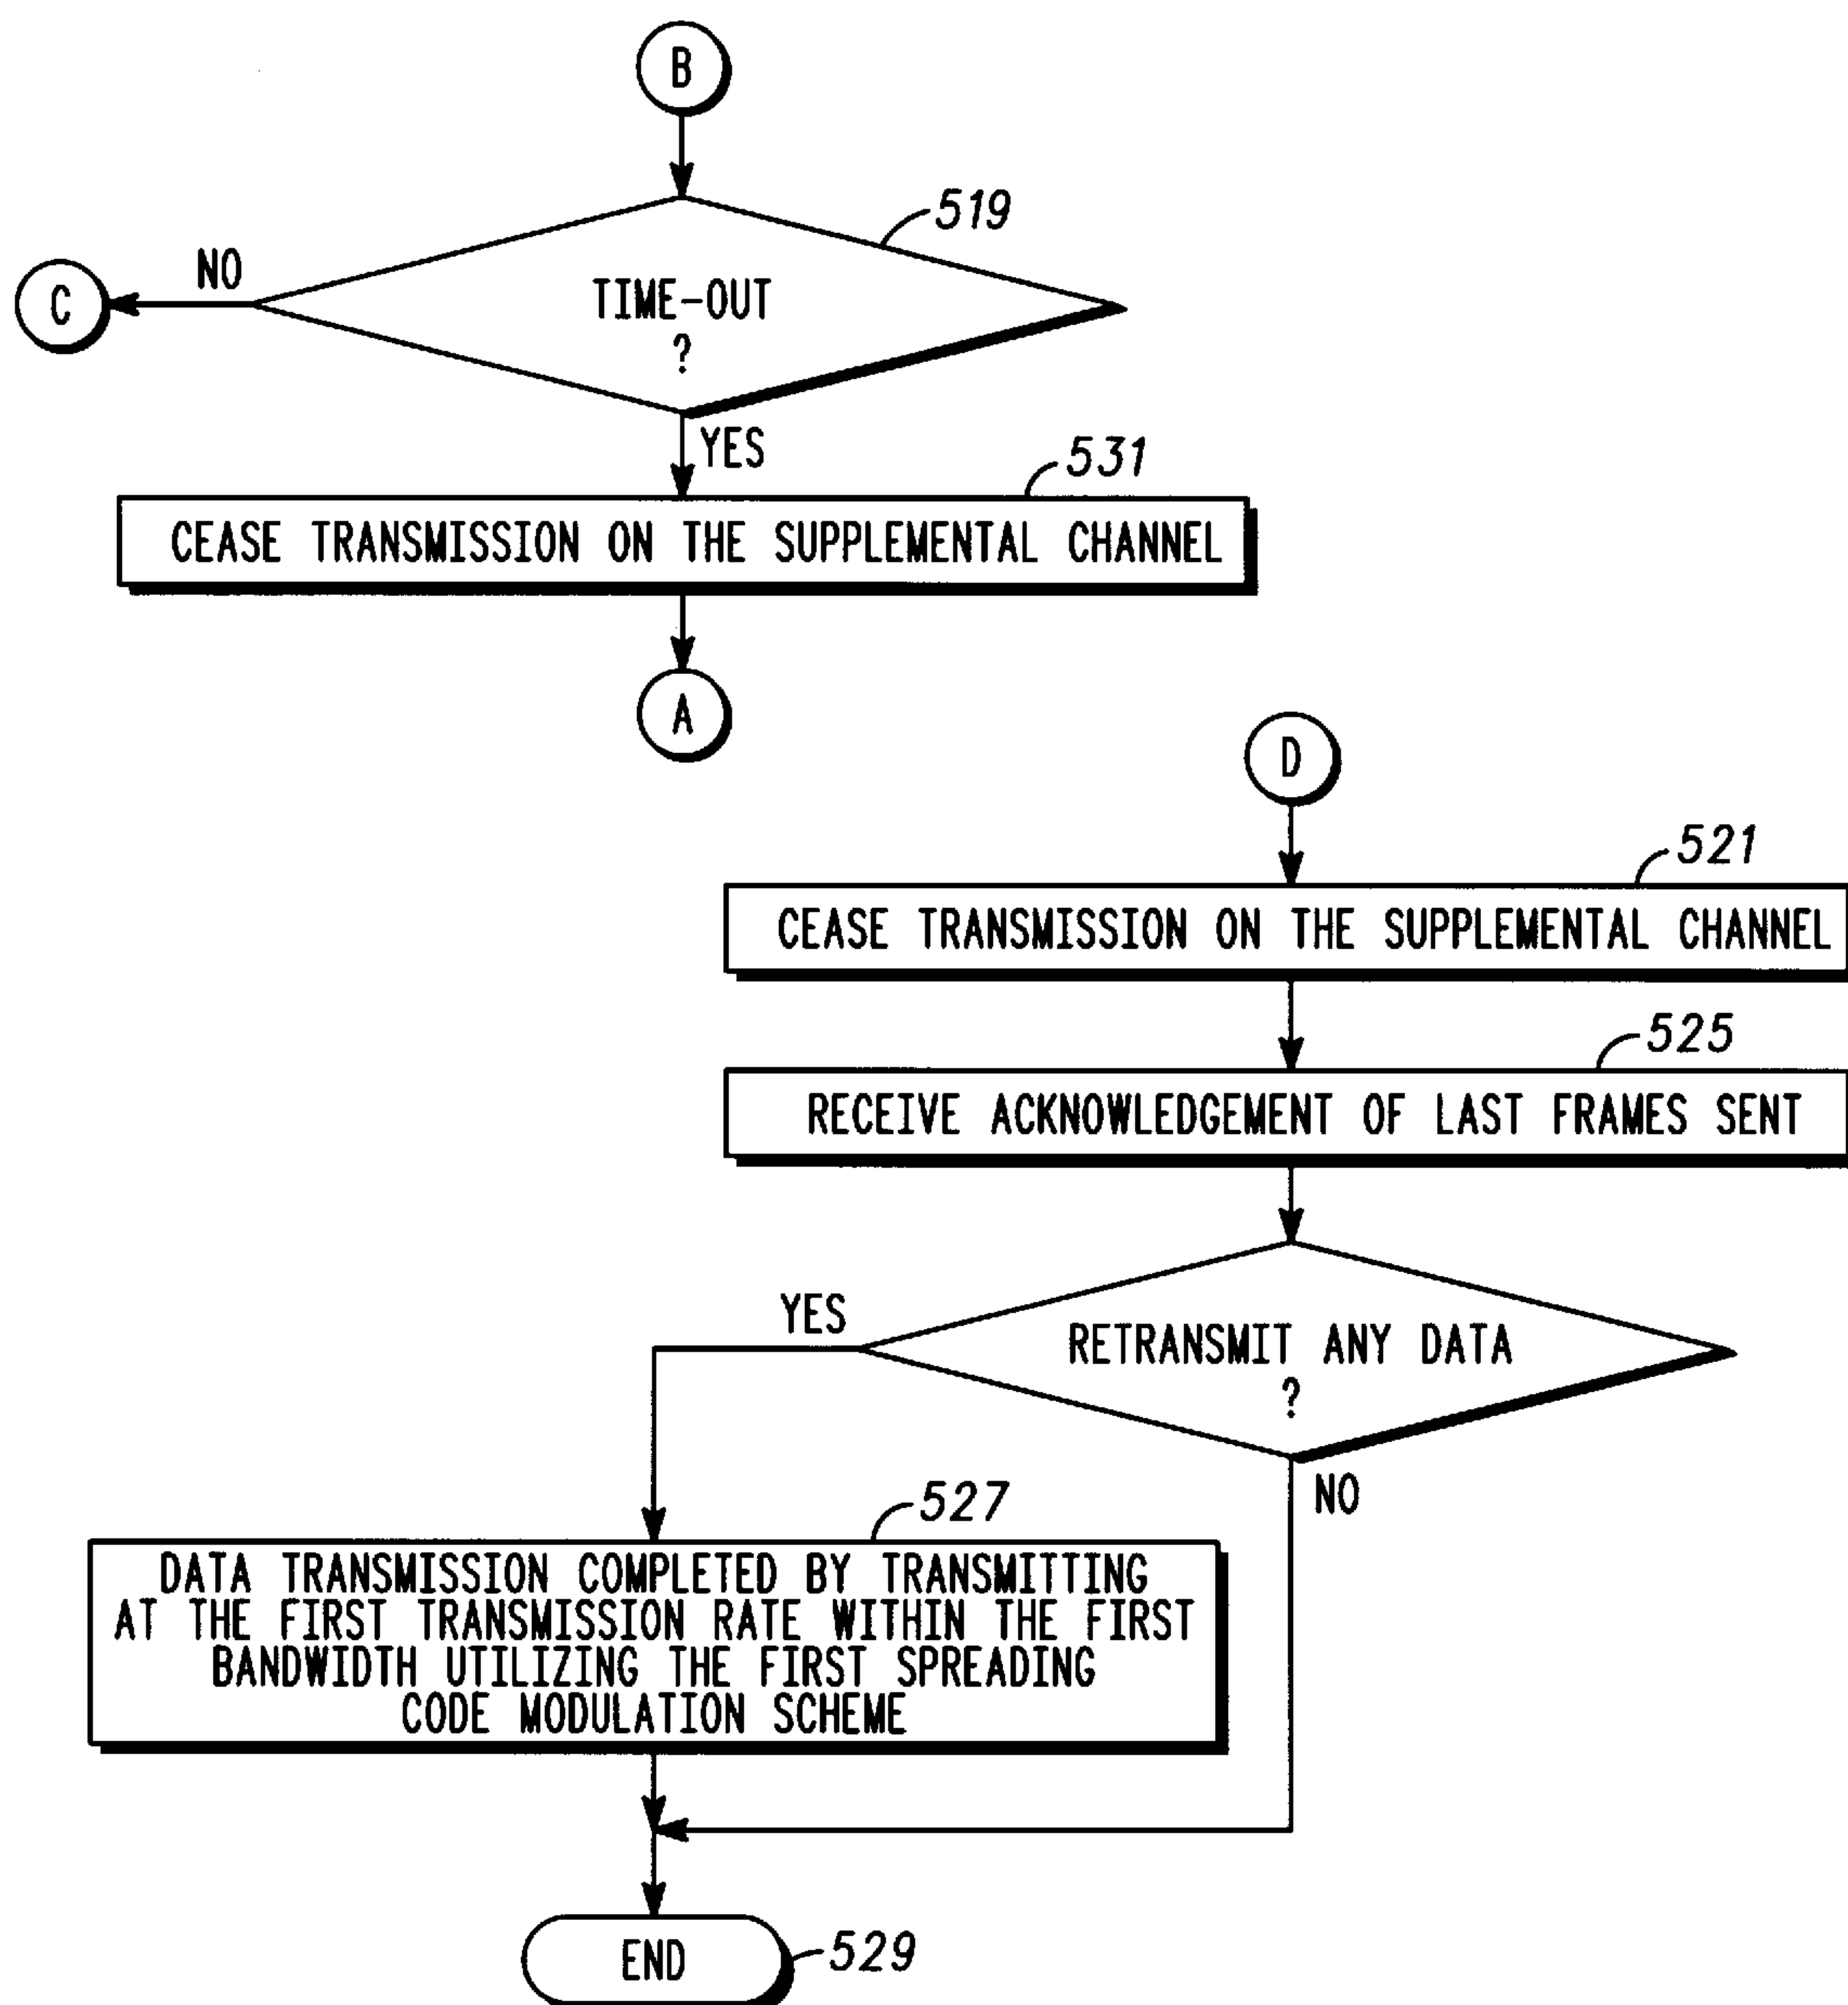 B
519
NO
C
TIME-OUT
?
YES
531
CEASE TRANSMISSION ON THE SUPPLEMENTAL CHANNEL
A
D
521
CEASE TRANSMISSION ON THE SUPPLEMENTAL CHANNEL
525
RECEIVE ACKNOWLEDGEMENT OF LAST FRAMES SENT
YES
RETRANSMIT ANY DATA
?
NO
527
DATA TRANSMISSION COMPLETED BY TRANSMITTING
AT THE FIRST TRANSMISSION RATE WITHIN THE FIRST
BANDWIDTH UTILIZING THE FIRST SPREADING
CODE MODULATION SCHEME
END
529